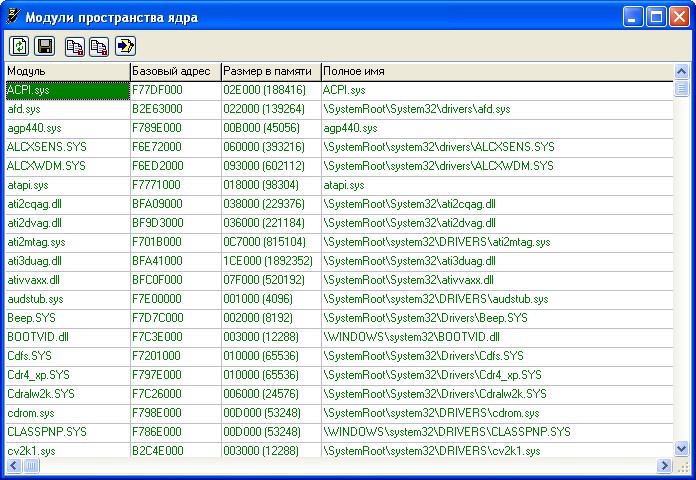 Модули пространства ядра
Модуль Базовый адрес Размер в памяти Полное имя
ACPI.sys F77DF000 02E000 (188416) ACPI.sys
afd.sys B2E63000 022000 (139264) \SystemRoot\System32\drivers\afd.sys
agp440.sys F789E000 00B000 (45056) agp440.sys
ALCXSENS.SYS F6E72000 060000 (393216) \SystemRoot\system32\drivers\ALCXSENS.SYS
ALCXWDM.SYS F6ED2000 093000 (602112) \SystemRoot\system32\drivers\ALCXWDM.SYS
atapi.sys F7771000 018000 (98304) atapi.sys
ati2cqag.dll BFA09000 038000 (229376) \SystemRoot\System32\ati2cqag.dll
ati2dvag.dll BF9D3000 036000 (221184) \SystemRoot\System32\ati2dvag.dll
ati2mtag.sys F701B000 0C7000 (815104) \SystemRoot\system32\DRIVERS\ati2mtag.sys
ati3duag.dll BFA41000 1CE000 (1892352) \SystemRoot\System32\ati3duag.dll
ativvaxx.dll BFC0F000 07F000 (520192) \SystemRoot\System32\ativvaxx.dll
audstub.sys F7E00000 001000 (4096) \SystemRoot\system32\DRIVERS\audstub.sys
Beep.SYS F7D7C000 002000 (8192) \SystemRoot\System32\Drivers\Beep.SYS
BOOTVID.dll F7C3E000 003000 (12288) \WINDOWS\system32\BOOTVID.dll
Cdfs.SYS F7201000 010000 (65536) \SystemRoot\System32\Drivers\Cdfs.SYS
Cdr4_xp.SYS F797E000 010000 (65536) \SystemRoot\System32\Drivers\Cdr4_xp.SYS
Cdralw2k.SYS F7C26000 006000 (24576) \SystemRoot\System32\Drivers\Cdralw2k.SYS
cdrom.sys F798E000 00D000 (53248) \SystemRoot\system32\DRIVERS\cdrom.sys
CLASSPNP.SYS F786E000 00D000 (53248) \WINDOWS\system32\DRIVERS\CLASSPNP.SYS
cv2k1.sys B2C4E000 003000 (12288) \SystemRoot\system32\DRIVERS\cv2k1.sys